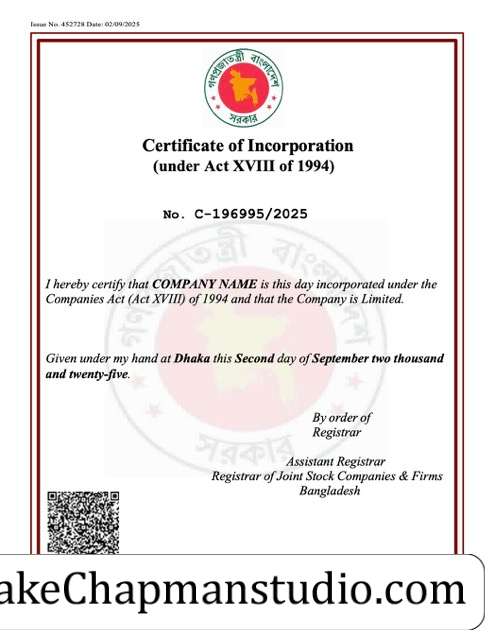 Issue No. 452728 Date: 02/09/2025
গণপ্রজাতন্ত্রী বাংলাদেশ
সরকার
Certificate of Incorporation
(under Act XVIII of 1994)
No. C-196995/2025
গণপ্রজাতন্ত্রী বাংলাদেশ
I hereby certify that COMPANY NAME is this day incorporated under the
Companies Act (Act XVIII) of 1994 and that the Company is Limited.
Given under my hand at Dhaka this Second day of September two thousand
and twenty-five.
By order of
Registrar
সরকার
Assistant Registrar
Registrar of Joint Stock Companies & Firms
Bangladesh
akeChapmanstudio.com